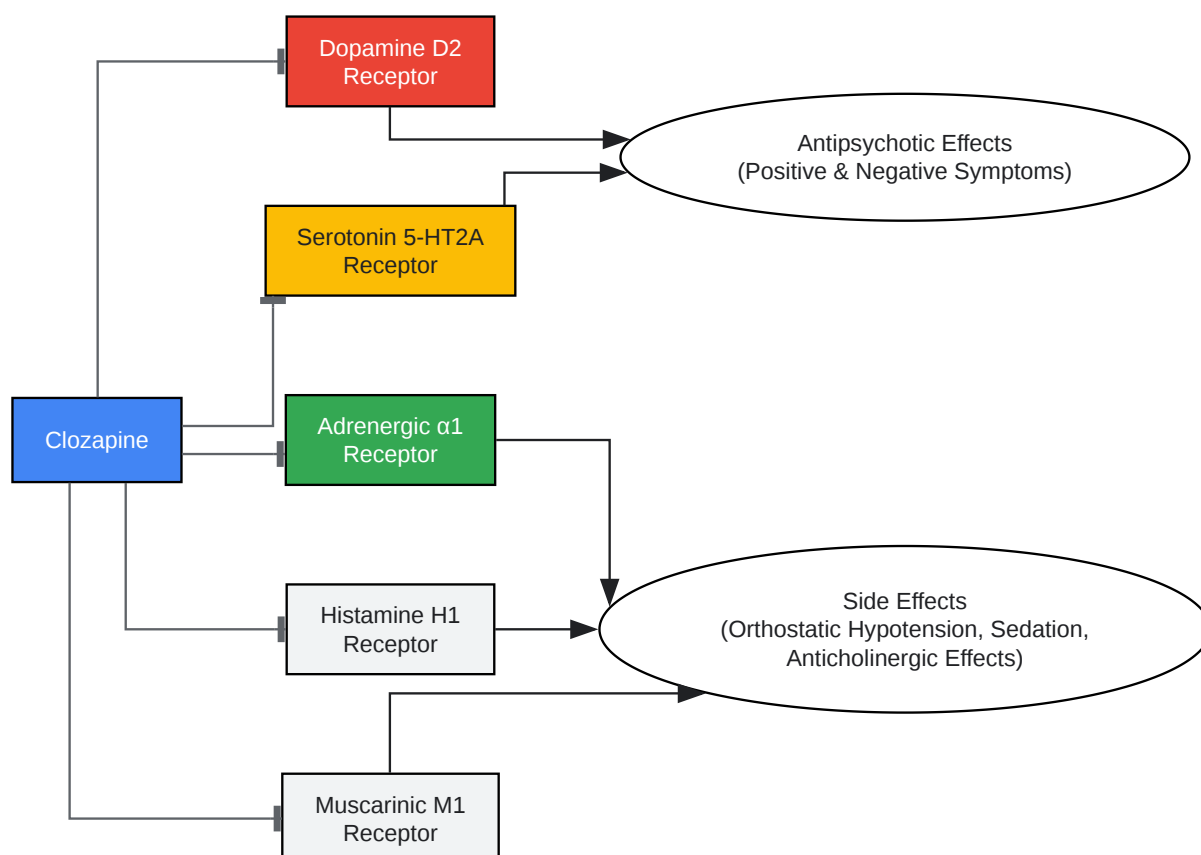 Dopamine D2
Receptor
Antipsychotic Effects
(Positive & Negative Symptoms)
Serotonin 5-HT2A
Receptor
Clozapine
Adrenergic α1
Receptor
Histamine H1
Receptor
Side Effects
(Orthostatic Hypotension, Sedation,
Anticholinergic Effects)
Muscarinic M1
Receptor